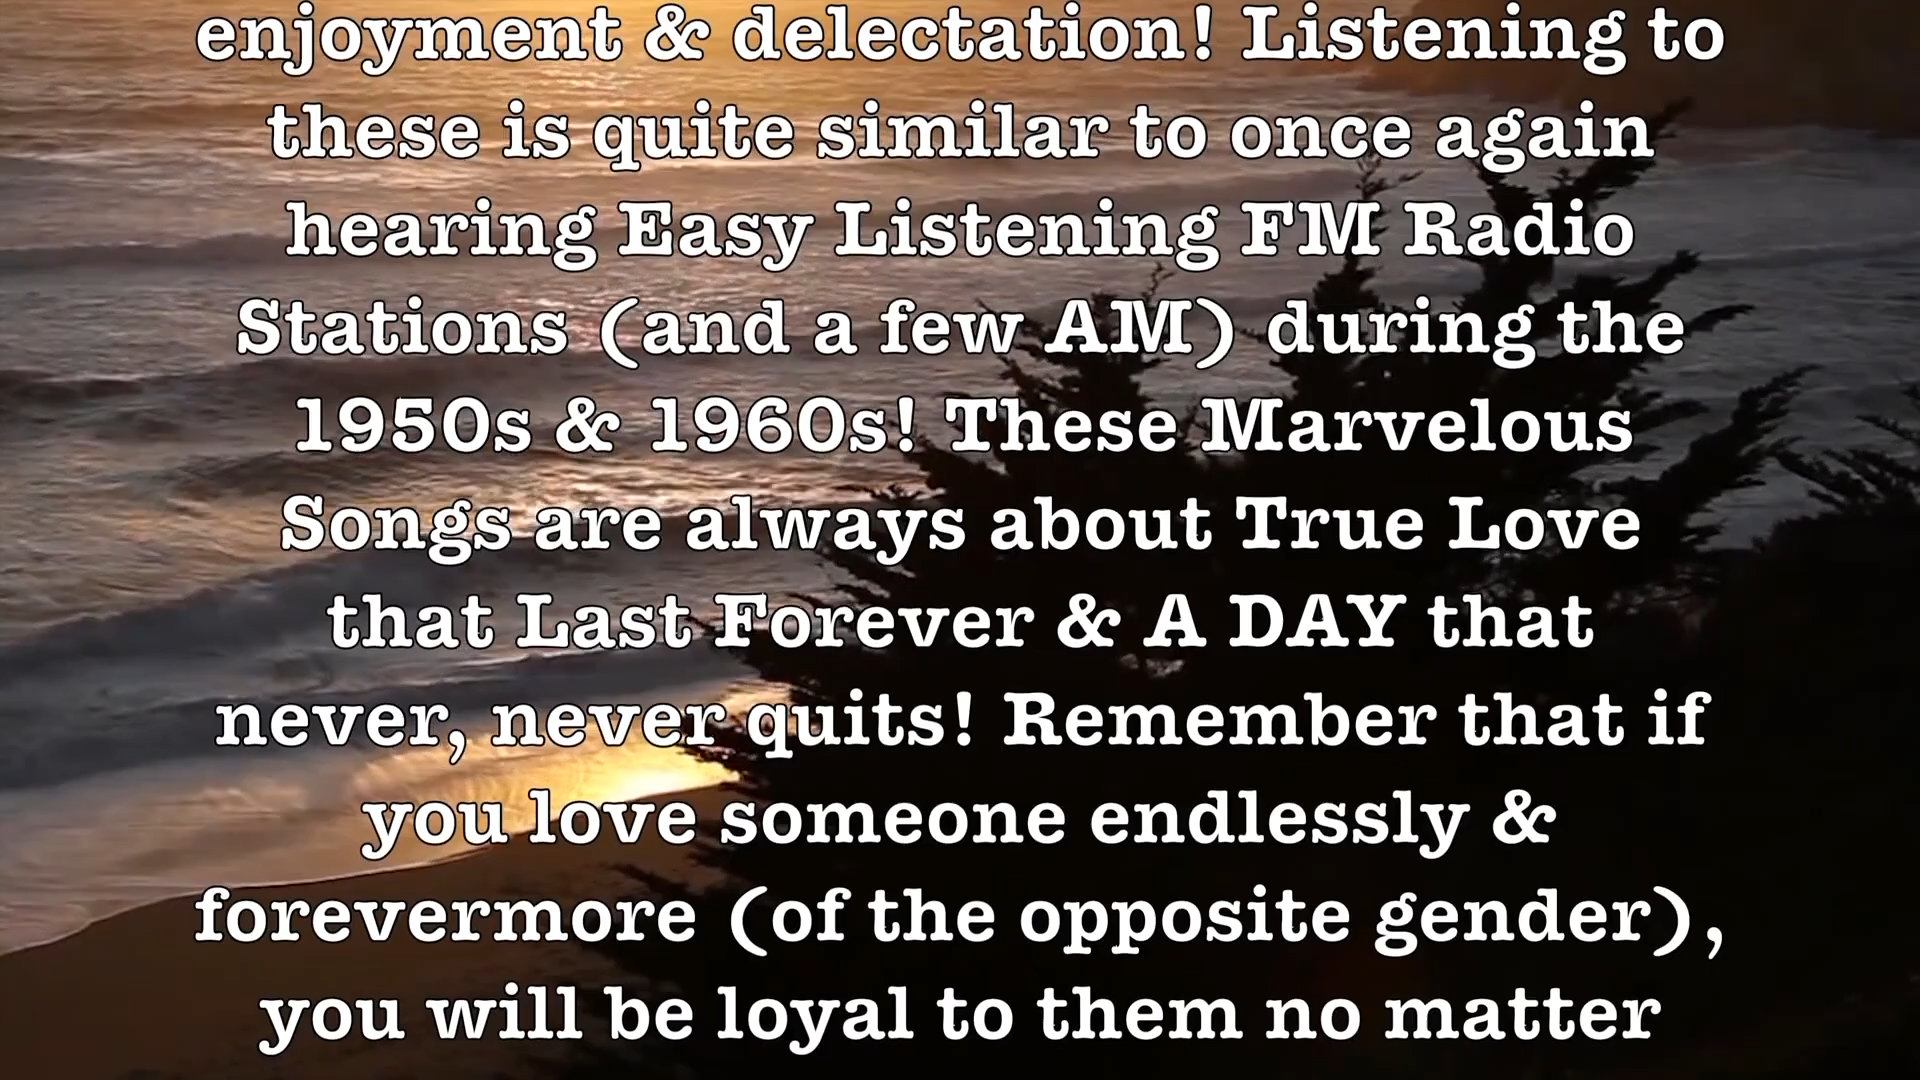 enjoyment & delectation! Listening to
these is quite similar to once again
hearing Easy Listening FM Radio
Stations (and a few AM) during the
1950s & 1960s! These Marvelous
Songs are always about True Love
that Last Forever & A DAY that
never, never quits! Remember that if
you love someone endlessly &
forevermore (of the opposite gender),
you will be loyal to them no matter